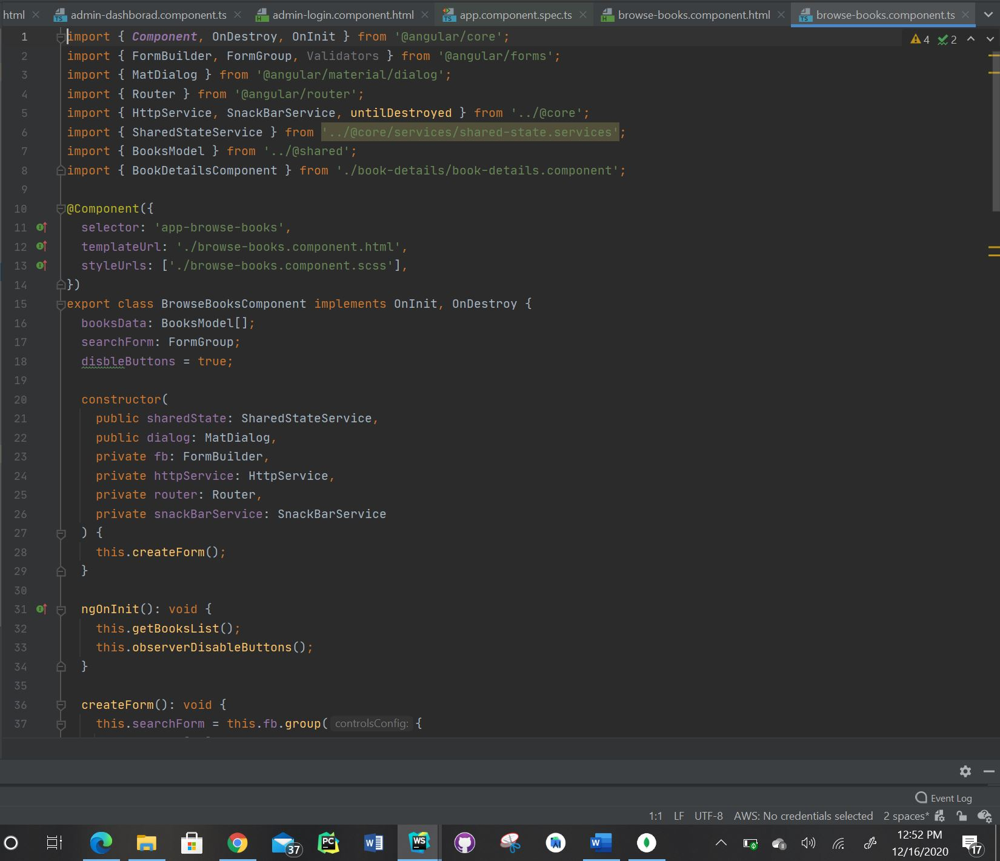 html
admin-dashborad.component.ts
admin-login.component.html
app.component.spec.ts
browse-books.component.html
browse-books.component.ts
4 2
1 import { Component, OnDestroy, OnInit } from '@angular/core';
2 import { FormBuilder, FormGroup, Validators } from '@angular/forms';
3 import { MatDialog } from '@angular/material/dialog';
4 import { Router } from '@angular/router';
5 import { HttpService, SnackBarService, untilDestroyed } from '../@core';
6 import { SharedStateService } from '../@core/services/shared-state.services';
7 import { BooksModel } from '../@shared';
8 import { BookDetailsComponent } from './book-details/book-details.component';
9
10 @Component({
11 selector: 'app-browse-books',
12 templateUrl: './browse-books.component.html',
13 styleUrls: ['./browse-books.component.scss'],
14 })
15 export class BrowseBooksComponent implements OnInit, OnDestroy {
16 booksData: BooksModel[];
17 searchForm: FormGroup;
18 disbleButtons = true;
19
20 constructor(
21 public sharedState: SharedStateService,
22 public dialog: MatDialog,
23 private fb: FormBuilder,
24 private httpService: HttpService,
25 private router: Router,
26 private snackBarService: SnackBarService
27 ) {
28 this.createForm();
29 }
30
31 ngOnInit(): void {
32 this.getBooksList();
33 this.observerDisableButtons();
34 }
35
36 createForm(): void {
37 this.searchForm = this.fb.group( controlsConfig: {
Event Log
1:1 LF UTF-8 AWS: No credentials selected 2 spaces*
37
PC
W
WS
W
12:52 PM
12/16/2020
17